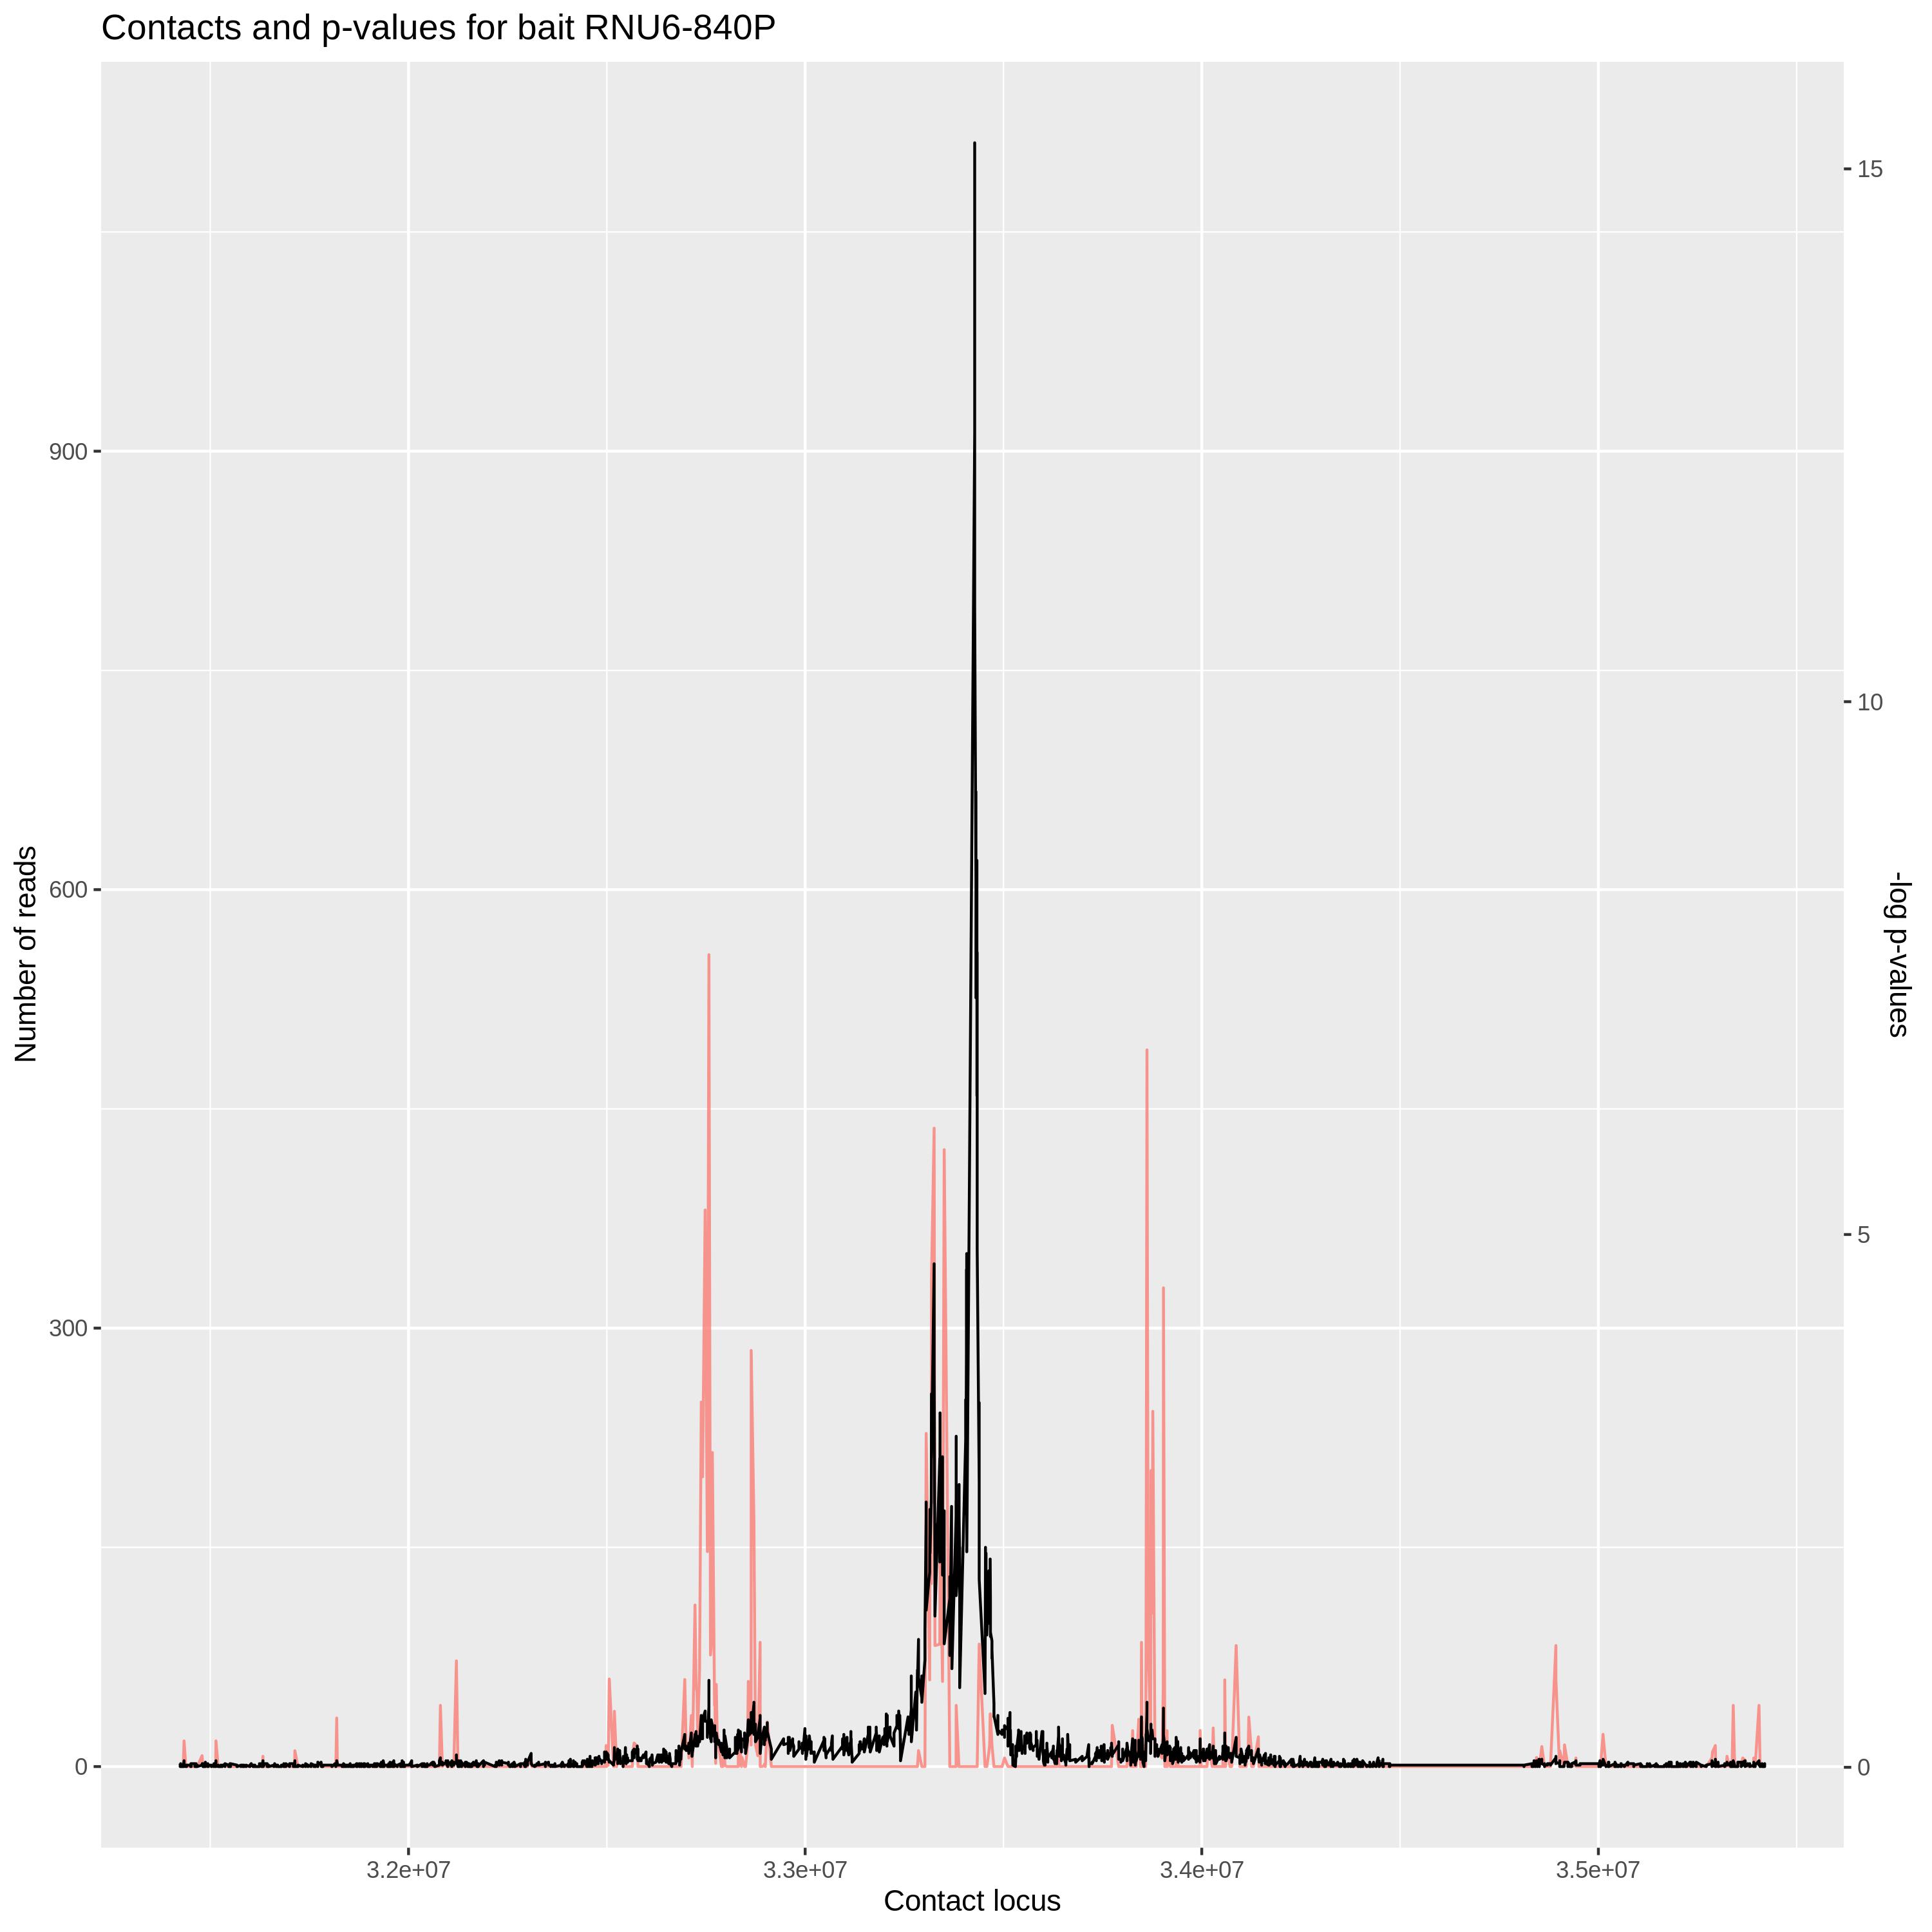 Contacts and p-values for bait RNU6-840P
15
900
10
600
Number of reads
-log p-values
5
300
0
0
3.2e+07
3.3e+07
3.4e+07
3.5e+07
Contact locus